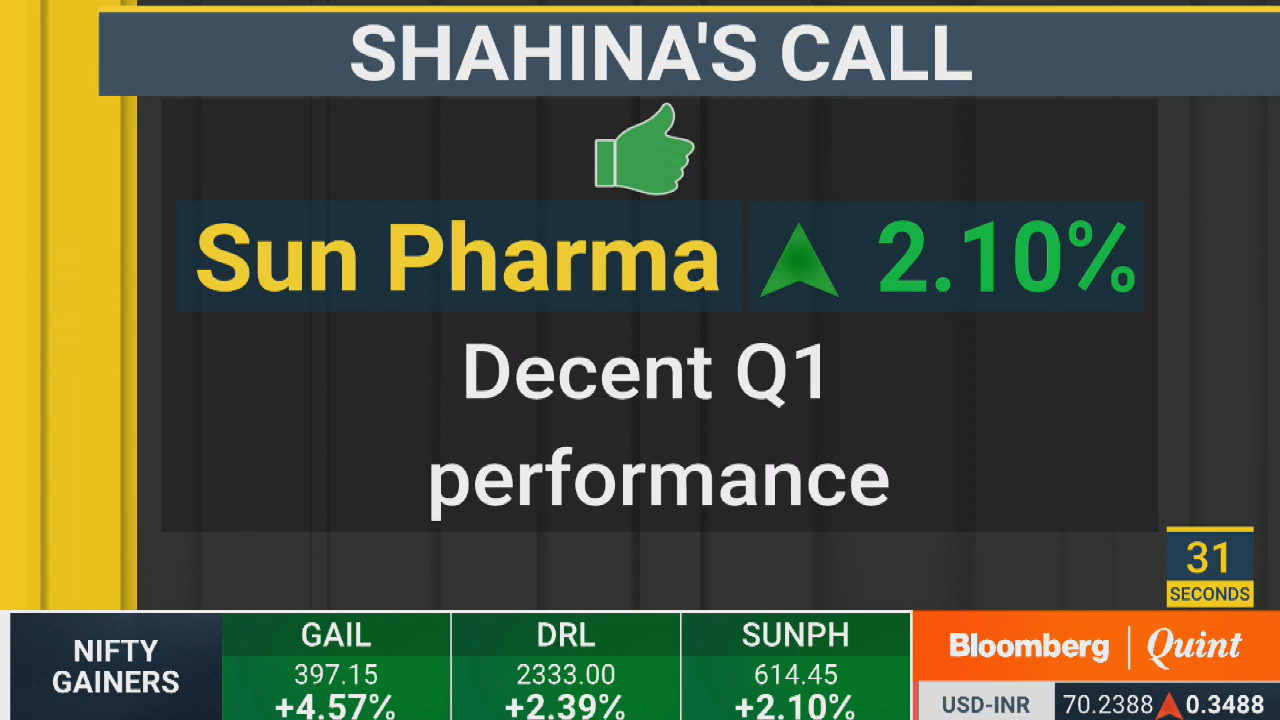 SHAHINA'S CALL
Sun Pharma 2.10%
Decent Q1
performance
31
SECONDS
NIFTY
GAINERS
GAIL
397.15
+4.57%
DRL
2333.00
+2.39%
SUNPH
614.45
+2.10%
Bloomberg | Quint
USD-INR 70.2388 0.3488